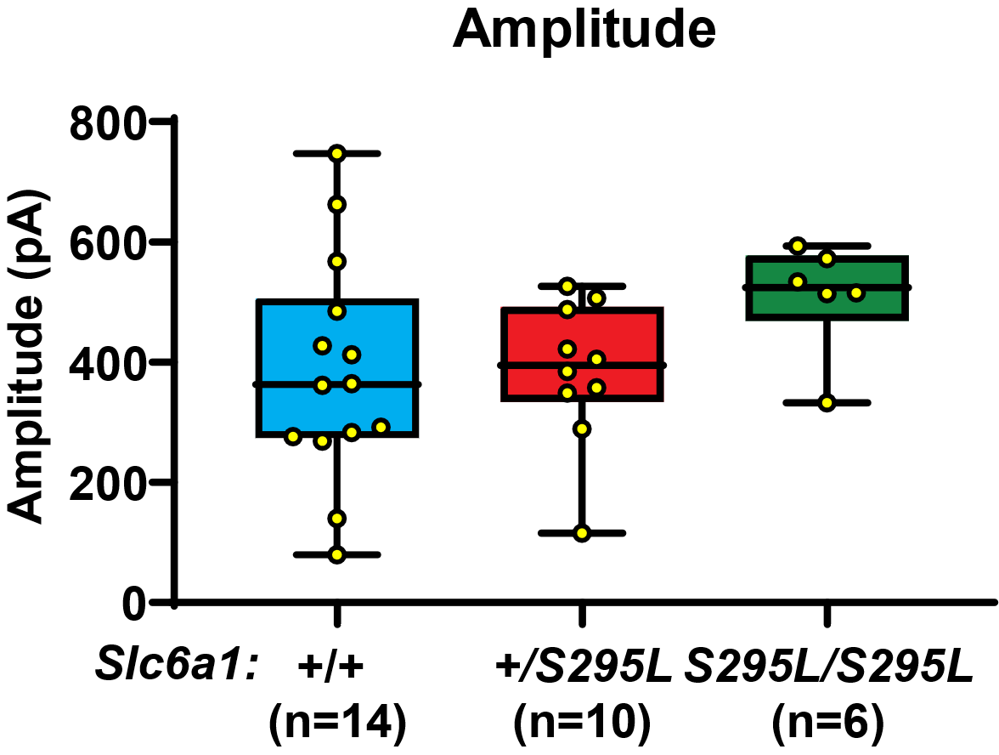 Amplitude
800
600
400
200
0
Amplitude (pA)
Slc6a1: +/+ +/S295L S295L/S295L
(n=14) (n=10) (n=6)